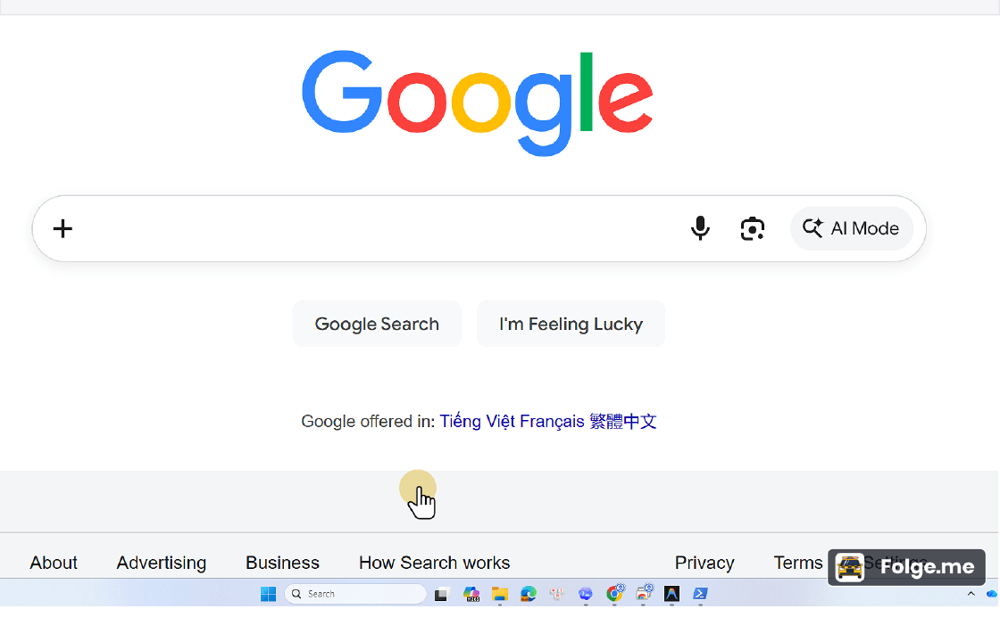 Google
AI Mode
Google Search
I'm Feeling Lucky
Google offered in: Tiếng Việt Français 繁體中文
About
Advertising
Business
How Search works
Privacy
Terms
Settings
Folge.me
Search